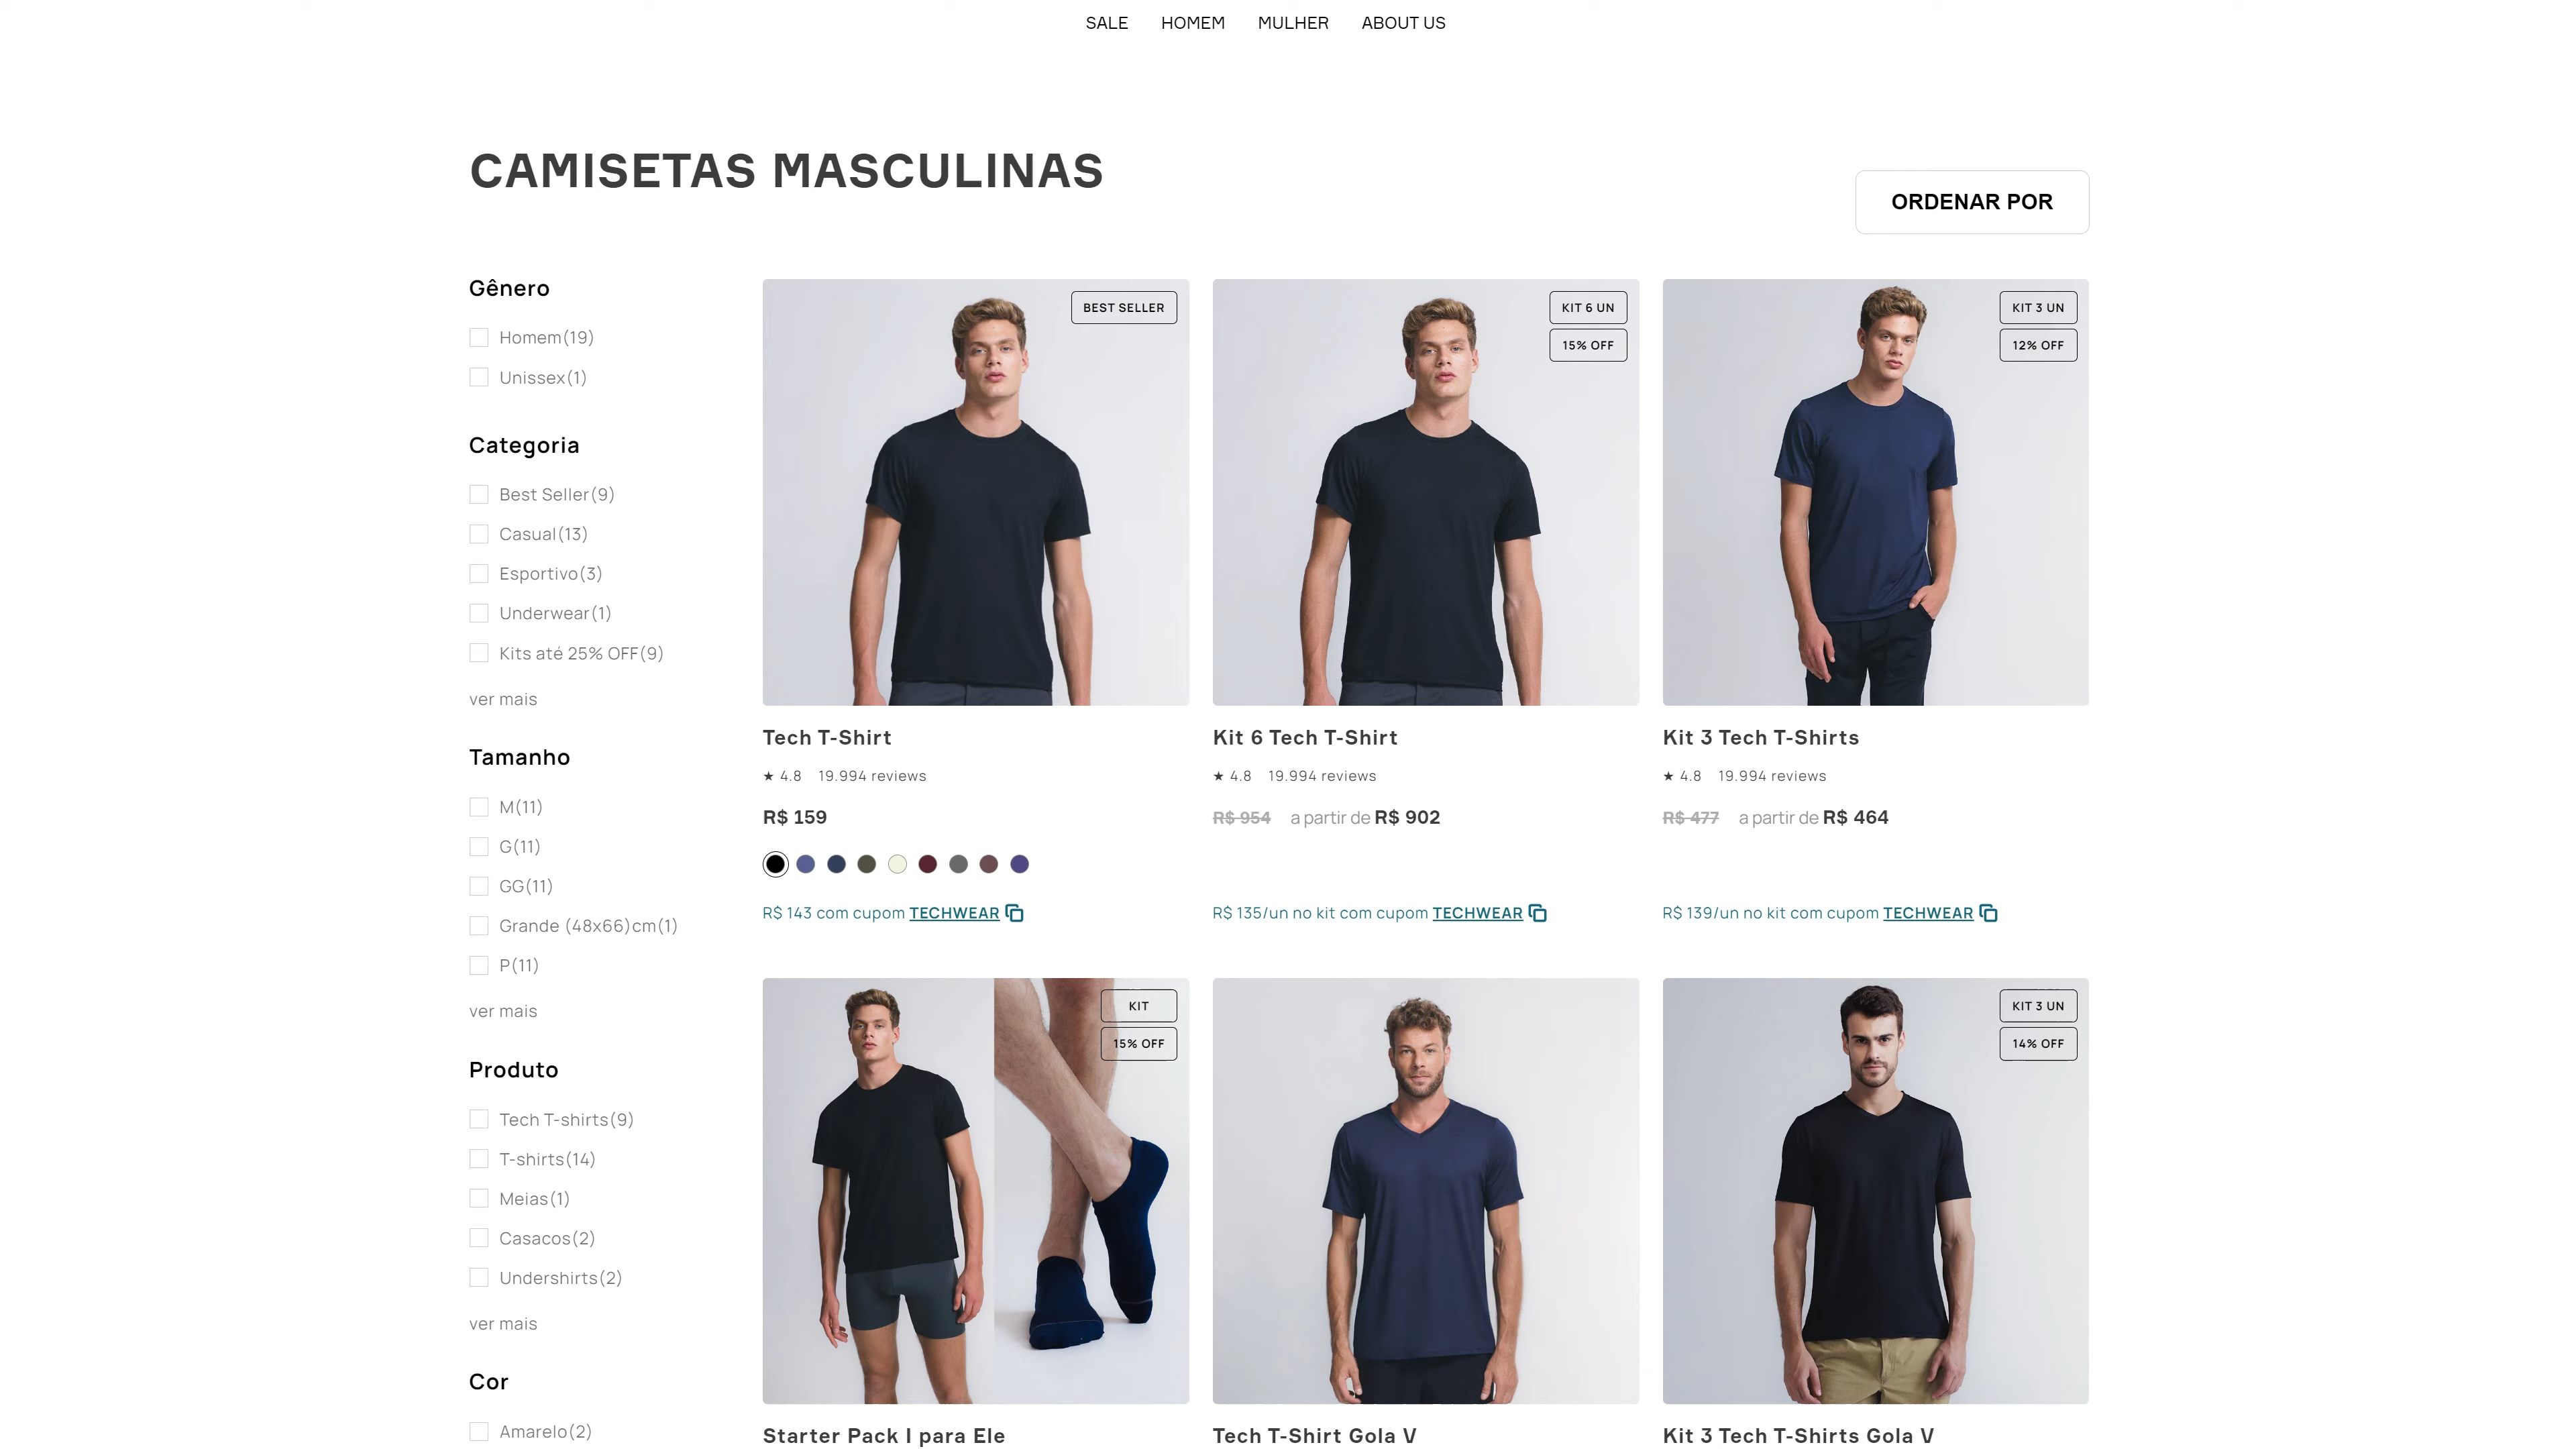 SALE HOMEM MULHER ABOUT US
CAMISETAS MASCULINAS
ORDENAR POR
Gênero
Homem(19)
Unissex(1)
Categoria
Best Seller(9)
Casual(13)
Esportivo(3)
Underwear(1)
Kits até 25% OFF(9)
ver mais
Tamanho
M(11)
G(11)
GG(11)
Grande (48x66)cm(1)
P(11)
ver mais
Produto
Tech T-shirts(9)
T-shirts(14)
Meias(1)
Casacos(2)
Undershirts(2)
ver mais
Cor
Amarelo(2)
BEST SELLER
Tech T-Shirt
★ 4.8 19.994 reviews
R$ 159
R$ 143 com cupom TECHWEAR
KIT 6 UN
15% OFF
Kit 6 Tech T-Shirt
★ 4.8 19.994 reviews
R$ 954 a partir de R$ 902
R$ 135/un no kit com cupom TECHWEAR
KIT 3 UN
12% OFF
Kit 3 Tech T-Shirts
★ 4.8 19.994 reviews
R$ 477 a partir de R$ 464
R$ 139/un no kit com cupom TECHWEAR
KIT
15% OFF
Starter Pack I para Ele
Tech T-Shirt Gola V
KIT 3 UN
14% OFF
Kit 3 Tech T-Shirts Gola V